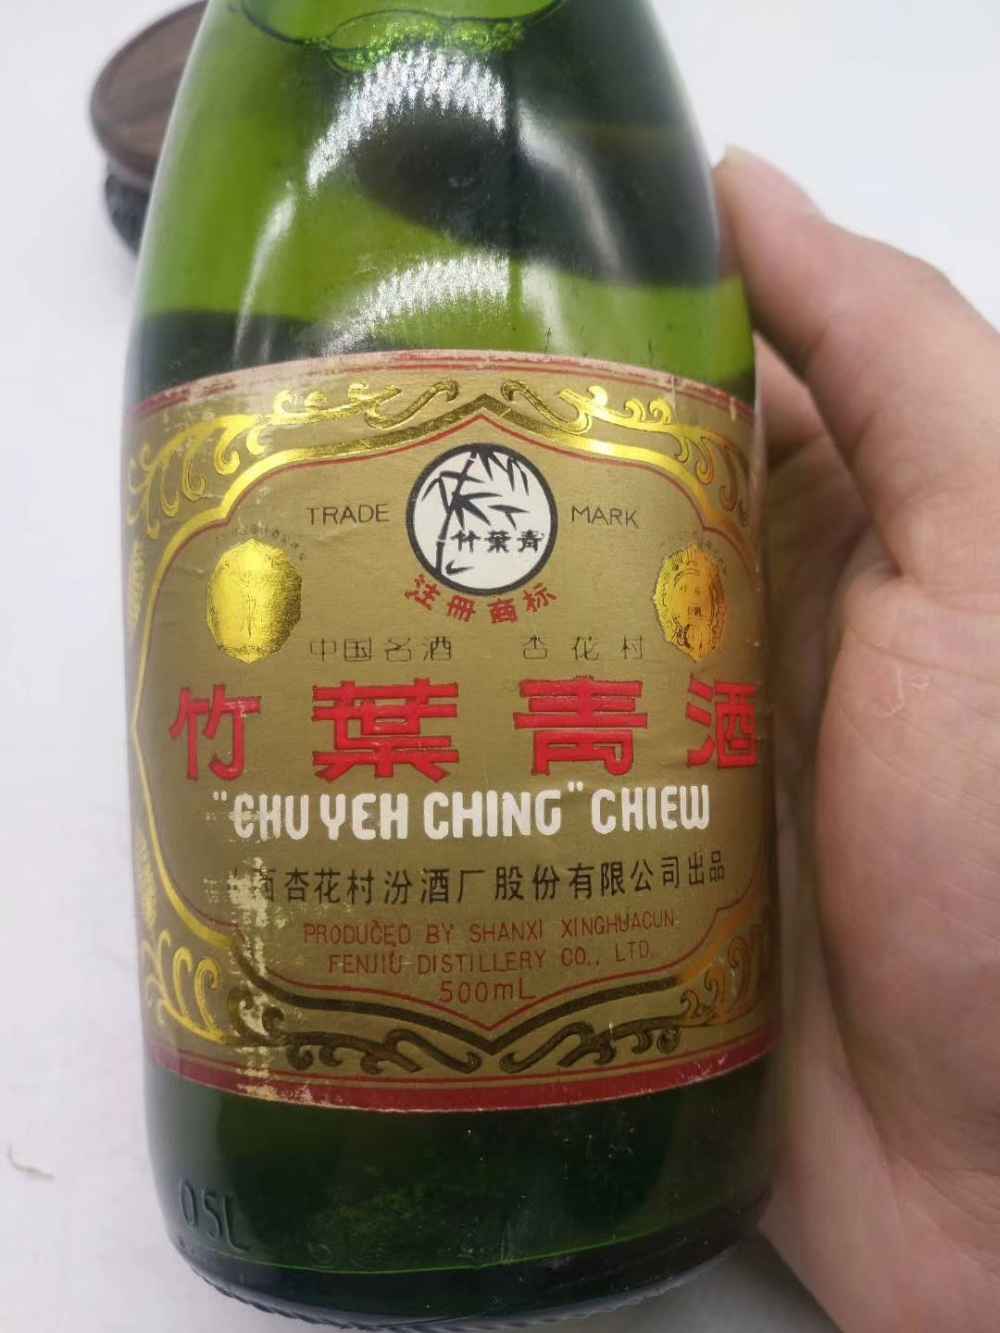 TRADE MARK
竹葉青
注册商标
中国名酒 杏花村
竹葉青酒
"CHU YEH CHING" CHIEW
西杏花村汾酒厂股份有限公司出品
PRODUCED BY SHANXI XINGHUACUN
FENJIU DISTILLERY CO., LTD.
500mL
0.5L